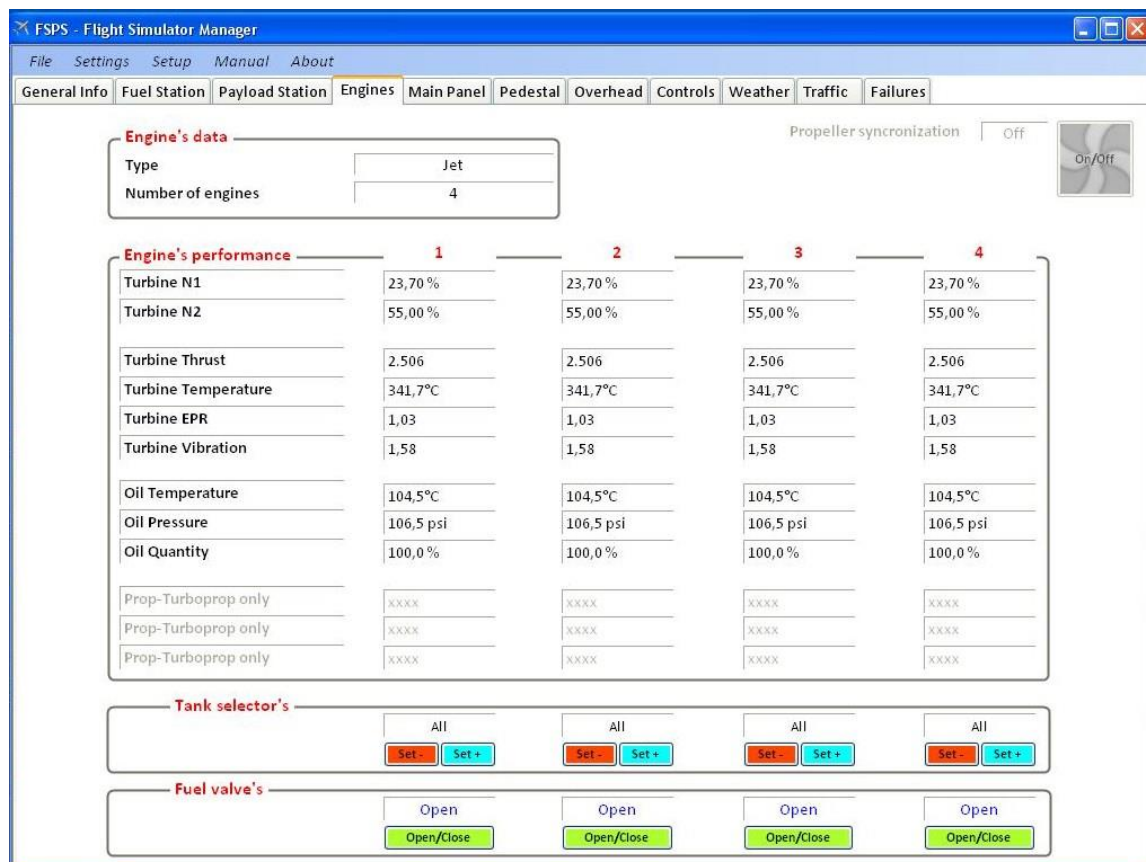 FSPS - Flight Simulator Manager
File Settings Setup Manual About
General Info Fuel Station Payload Station Engines Main Panel Pedestal Overhead Controls Weather Traffic Failures
Engine's data
Propeller syncronization Off On/Off
Type Jet
Number of engines 4
Engine's performance 1 2 3 4
Turbine N1 23,70 % 23,70 % 23,70 % 23,70 %
Turbine N2 55,00 % 55,00 % 55,00 % 55,00 %
Turbine Thrust 2.506 2.506 2.506 2.506
Turbine Temperature 341,7°C 341,7°C 341,7°C 341,7°C
Turbine EPR 1,03 1,03 1,03 1,03
Turbine Vibration 1,58 1,58 1,58 1,58
Oil Temperature 104,5°C 104,5°C 104,5°C 104,5°C
Oil Pressure 106,5 psi 106,5 psi 106,5 psi 106,5 psi
Oil Quantity 100,0 % 100,0 % 100,0 % 100,0 %
Prop-Turboprop only xxxx xxxx xxxx xxxx
Prop-Turboprop only xxxx xxxx xxxx xxxx
Prop-Turboprop only xxxx xxxx xxxx xxxx
Tank selector's
All All All All
Set - Set + Set - Set + Set - Set + Set - Set +
Fuel valve's
Open Open Open Open
Open/Close Open/Close Open/Close Open/Close